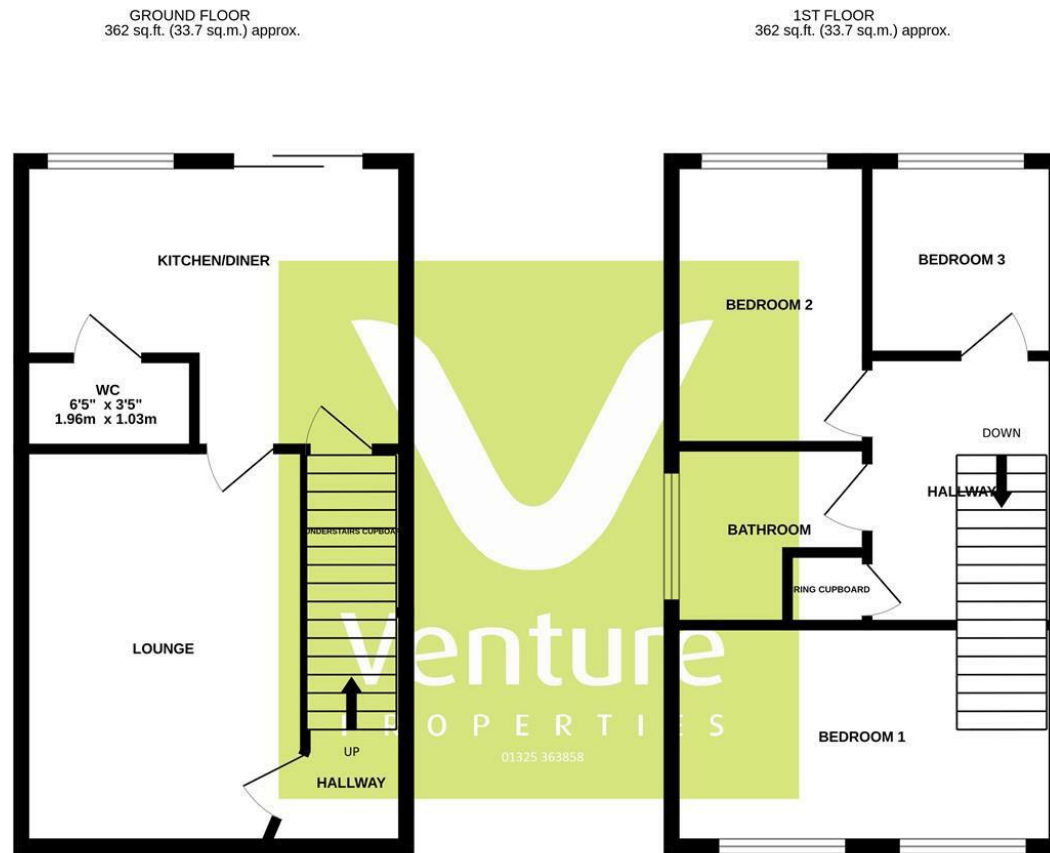 GROUND FLOOR
362 sq.ft. (33.7 sq.m.) approx.
KITCHEN/DINER
WC
6'5" x 3'5"
1.96m x 1.03m
UNDERSTAIRS CUPBOA
LOUNGE
UP
HALLWAY
1ST FLOOR
362 sq.ft. (33.7 sq.m.) approx.
BEDROOM 3
BEDROOM 2
DOWN
HALLWAY
BATHROOM
RING CUPBOARD
BEDROOM 1
Venture
PROPERTIES
01325 363858